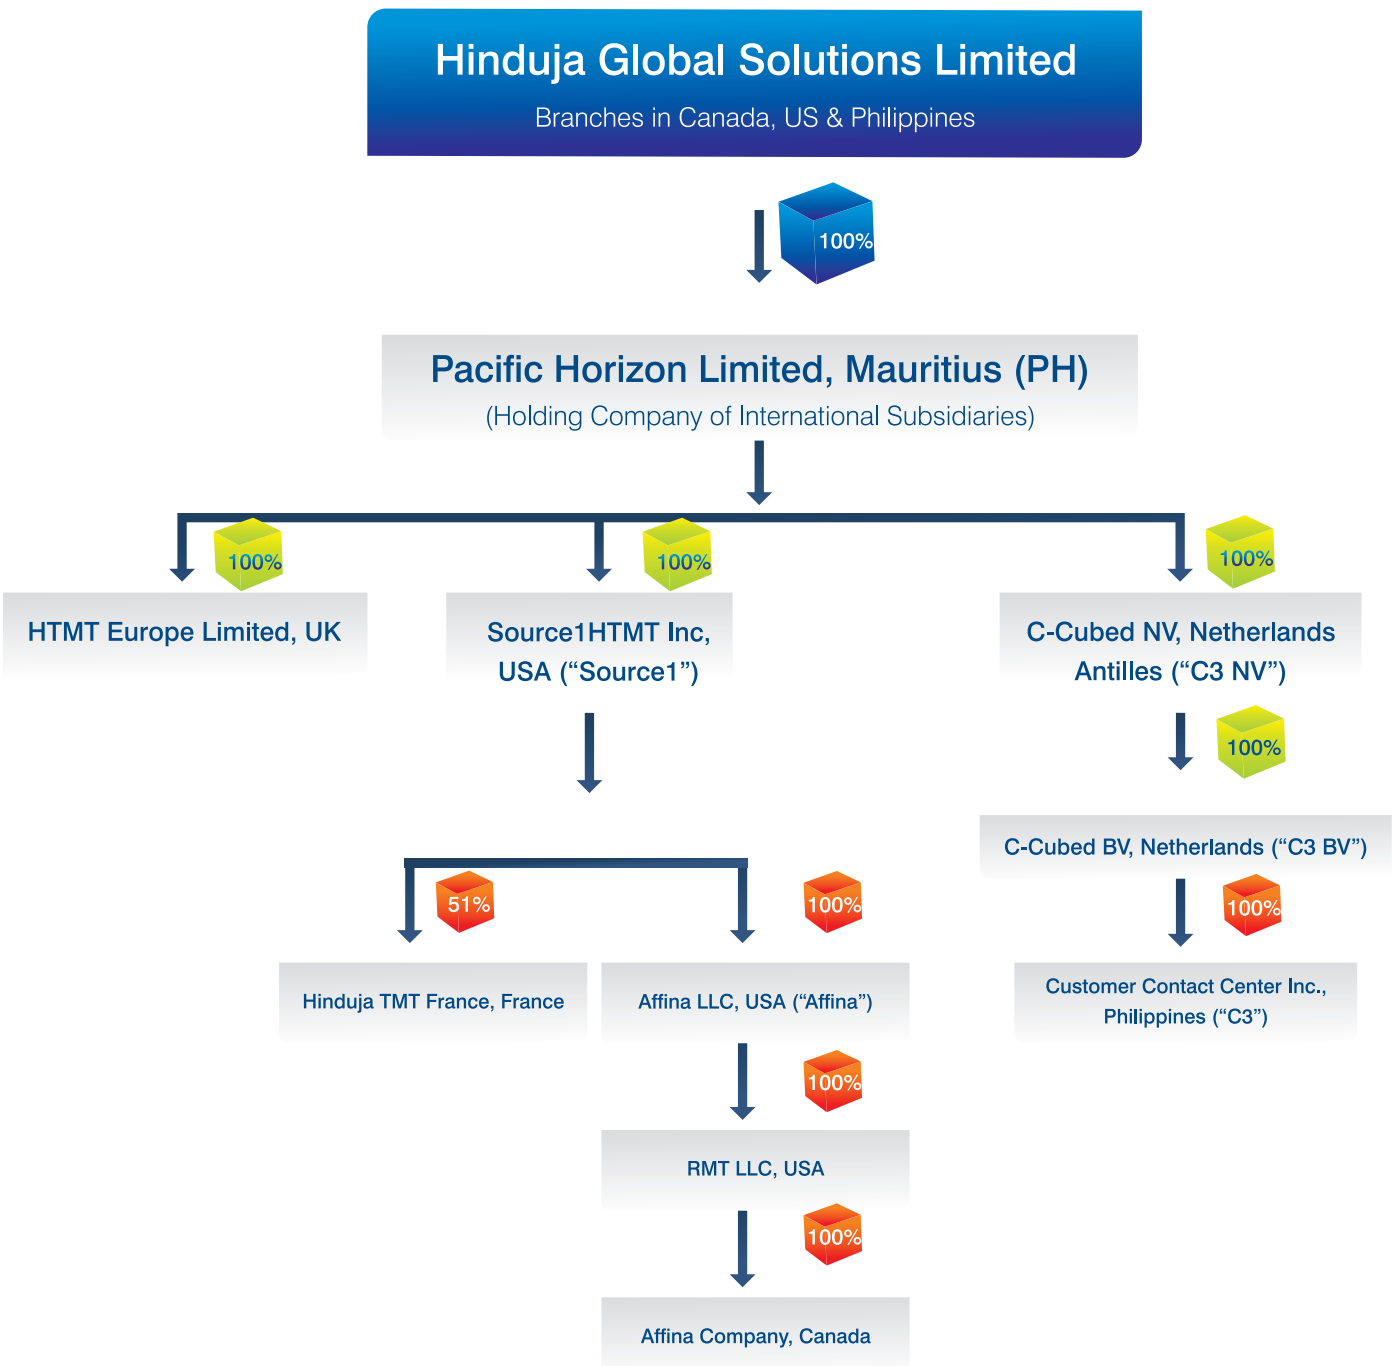 Hinduja Global Solutions Limited
Branches in Canada, US & Philippines
100%
Pacific Horizon Limited, Mauritius (PH)
(Holding Company of International Subsidiaries)
100%
100%
100%
HTMT Europe Limited, UK
Source1HTMT Inc,
USA (“Source1”)
C-Cubed NV, Netherlands
Antilles (“C3 NV”)
100%
C-Cubed BV, Netherlands (“C3 BV”)
51%
100%
100%
Hinduja TMT France, France
Affina LLC, USA (“Affina”)
Customer Contact Center Inc.,
Philippines (“C3”)
100%
RMT LLC, USA
100%
Affina Company, Canada